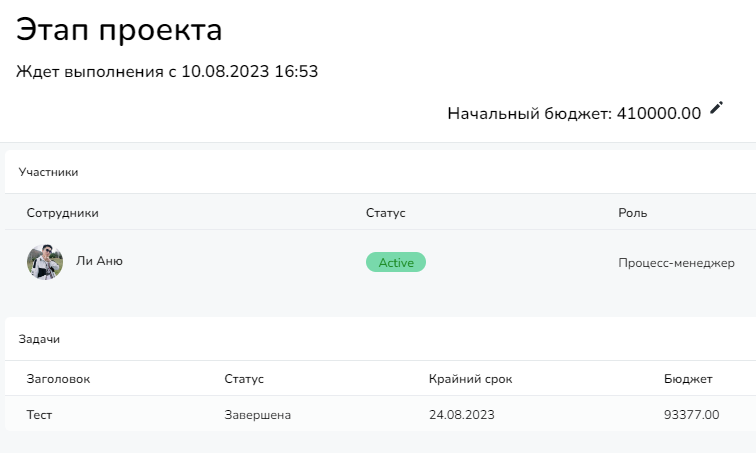 Этап проекта
Ждет выполнения с 10.08.2023 16:53
Начальный бюджет: 410000.00
Участники
Сотрудники Статус Роль
Ли Аню Active Процесс-менеджер
Задачи
Заголовок Статус Крайний срок Бюджет
Тест Завершена 24.08.2023 93377.00